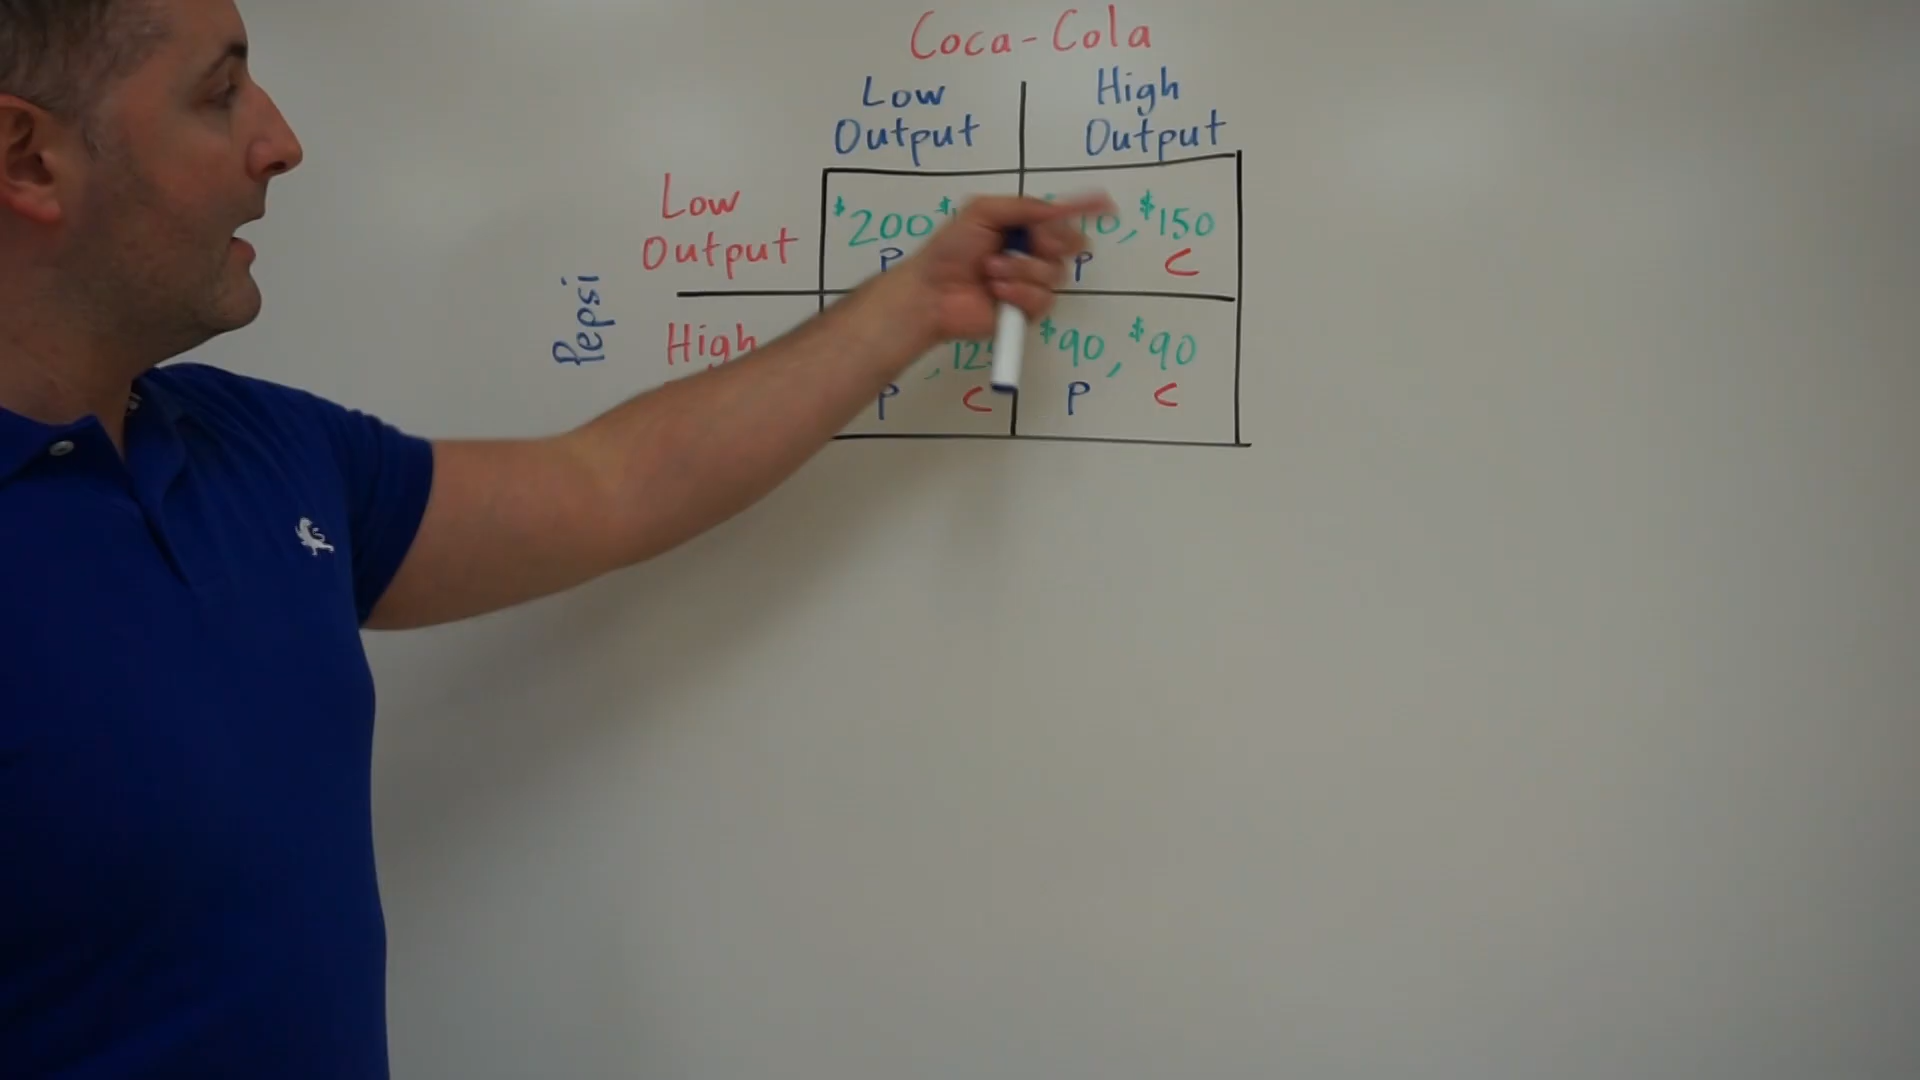 Coca-Cola
Low High
Output Output
Low
Output
Pepsi
$200 $ , $150
P P C
High
, $90, $90
P C P C